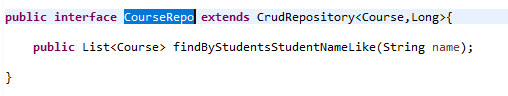 public interface CourseRepo extends CrudRepository<Course,Long>{
public List<Course> findByStudentsStudentNameLike(String name);
}